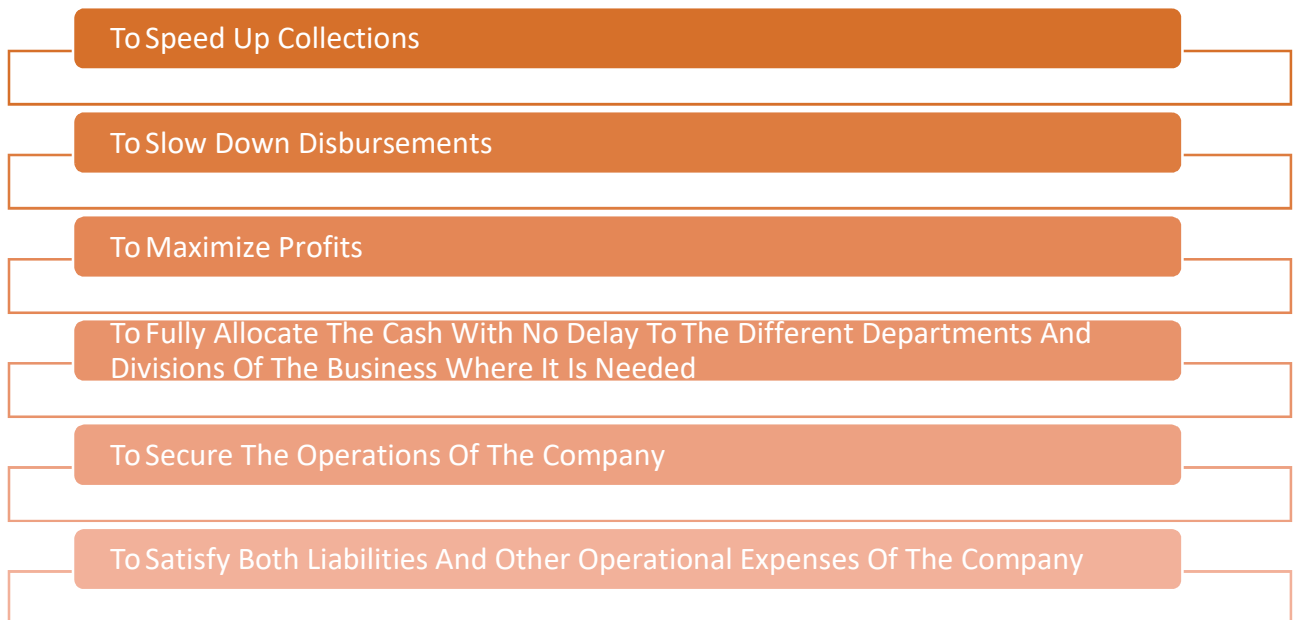 To Speed Up Collections
To Slow Down Disbursements
To Maximize Profits
To Fully Allocate The Cash With No Delay To The Different Departments And
Divisions Of The Business Where It Is Needed
To Secure The Operations Of The Company
To Satisfy Both Liabilities And Other Operational Expenses Of The Company